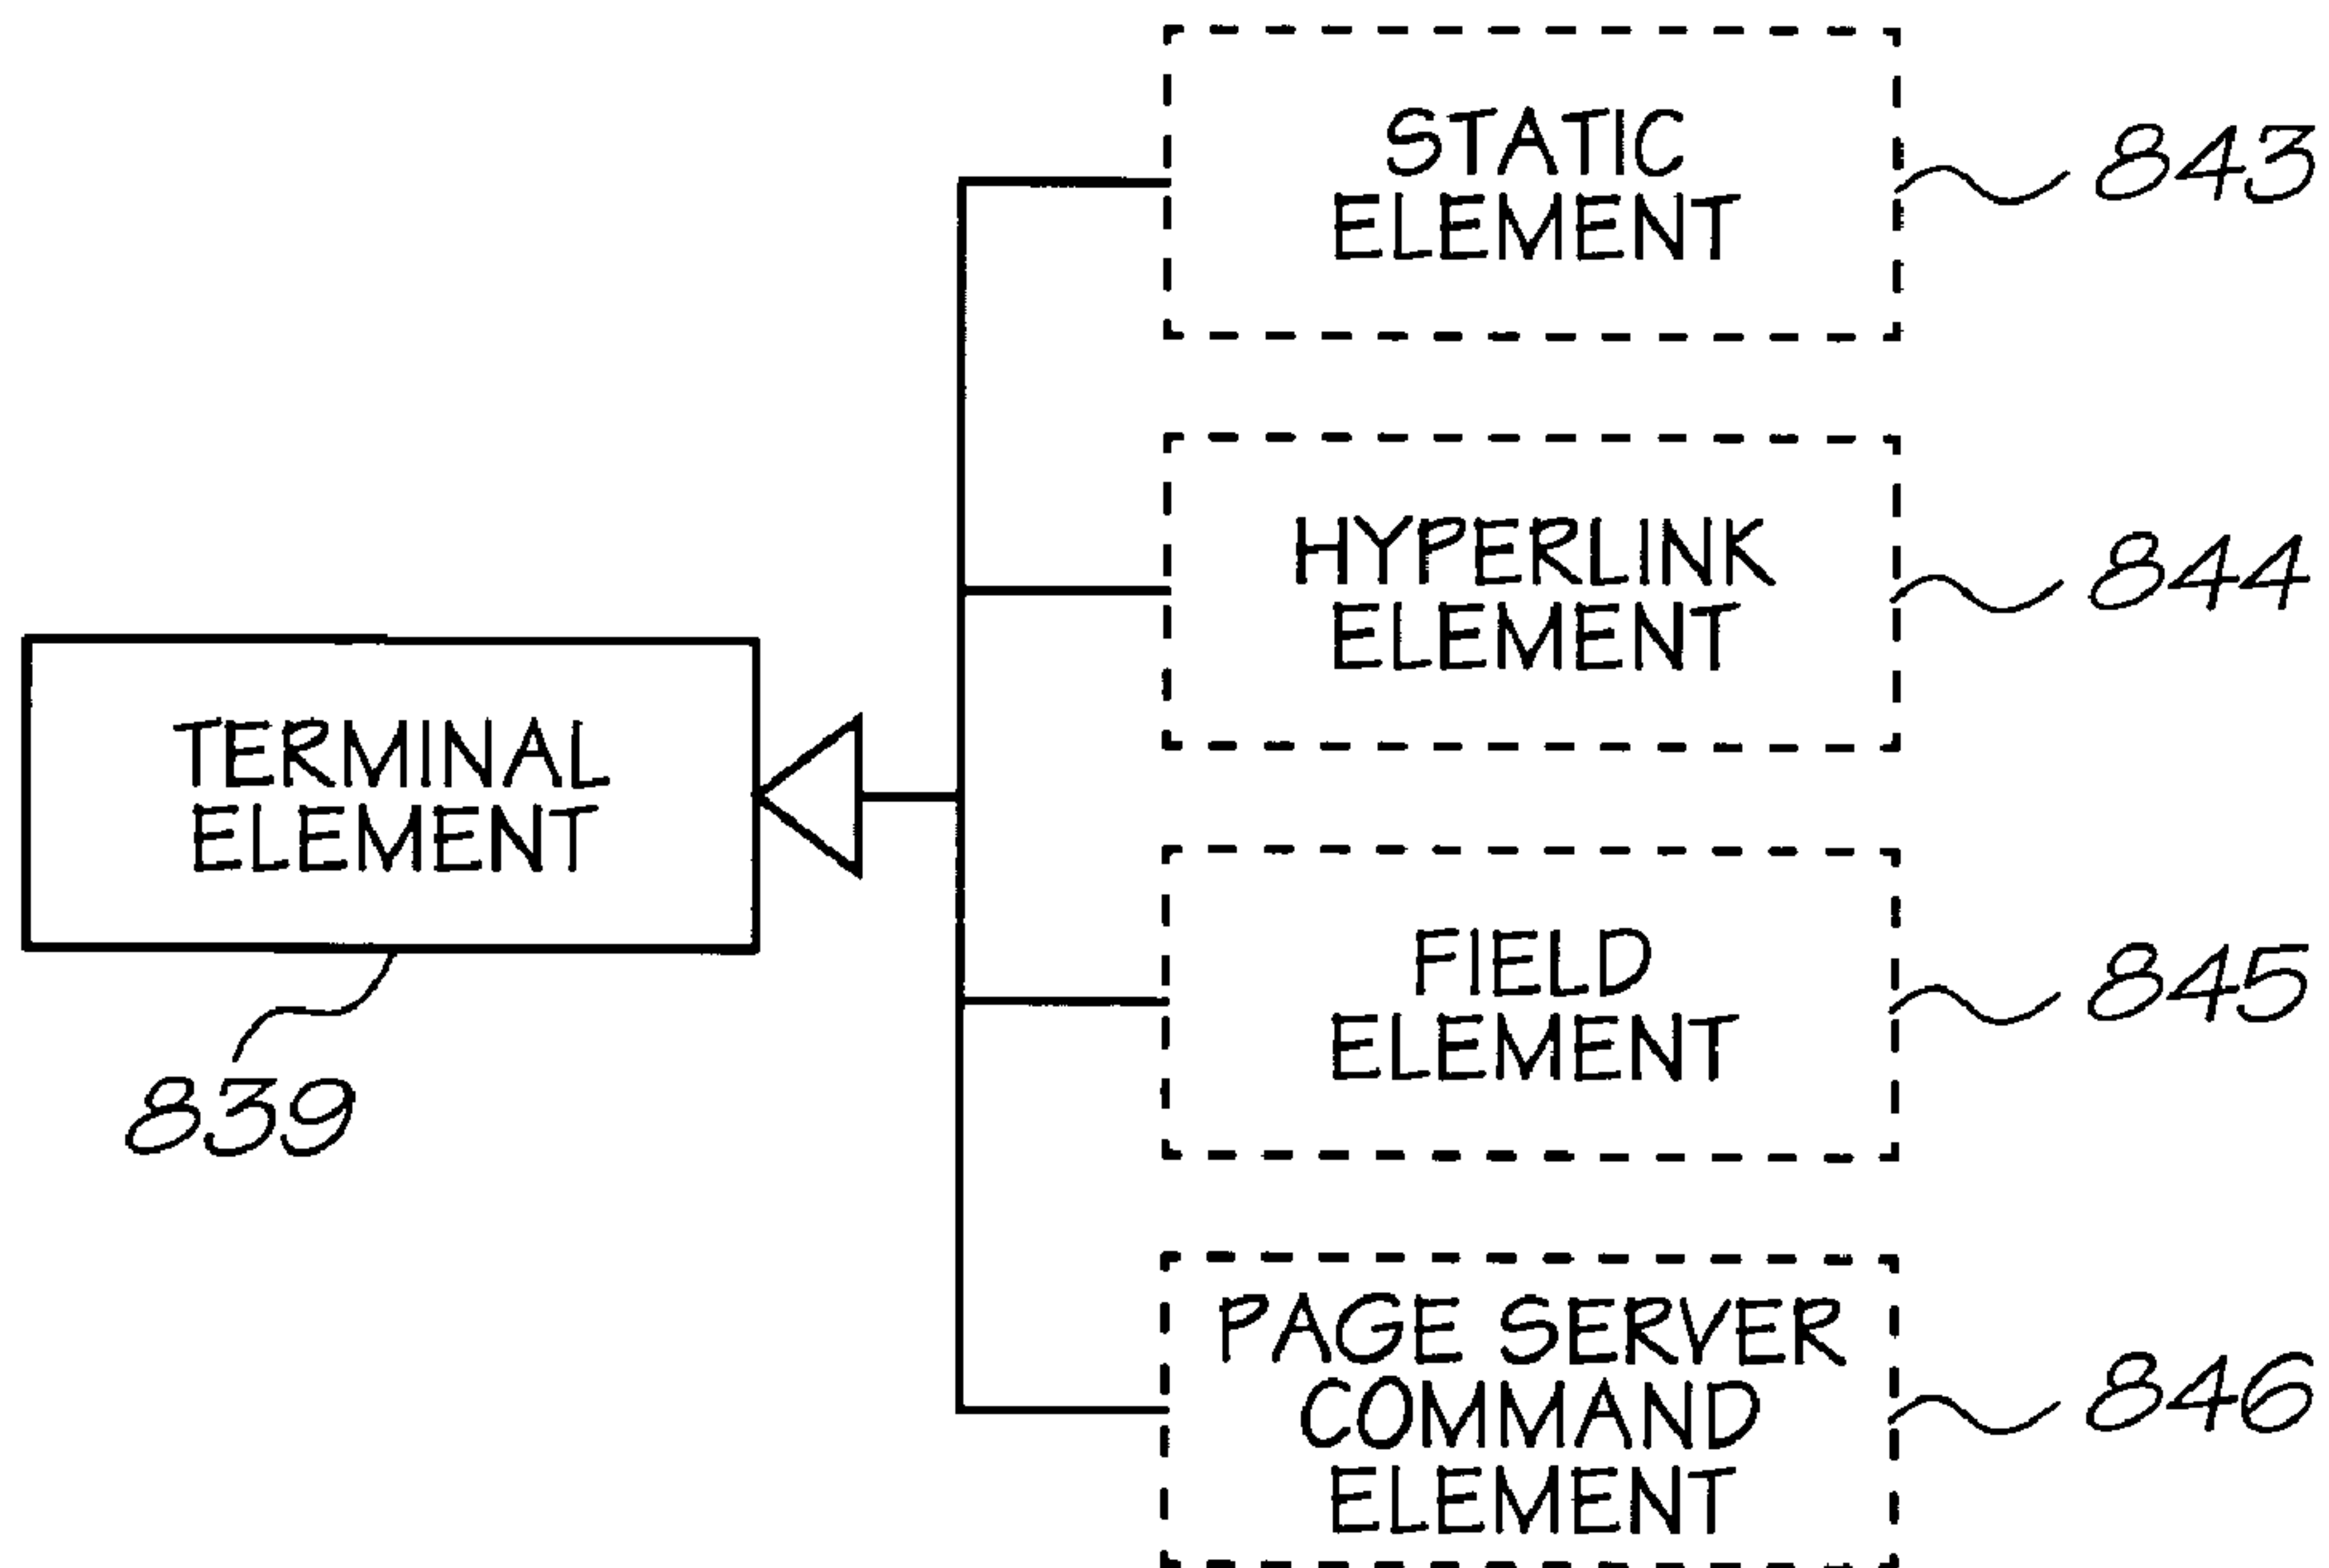 STATIC
ELEMENT
843
HYPERLINK
ELEMENT
844
TERMINAL
ELEMENT
839
FIELD
ELEMENT
845
PAGE SERVER
COMMAND
ELEMENT
846